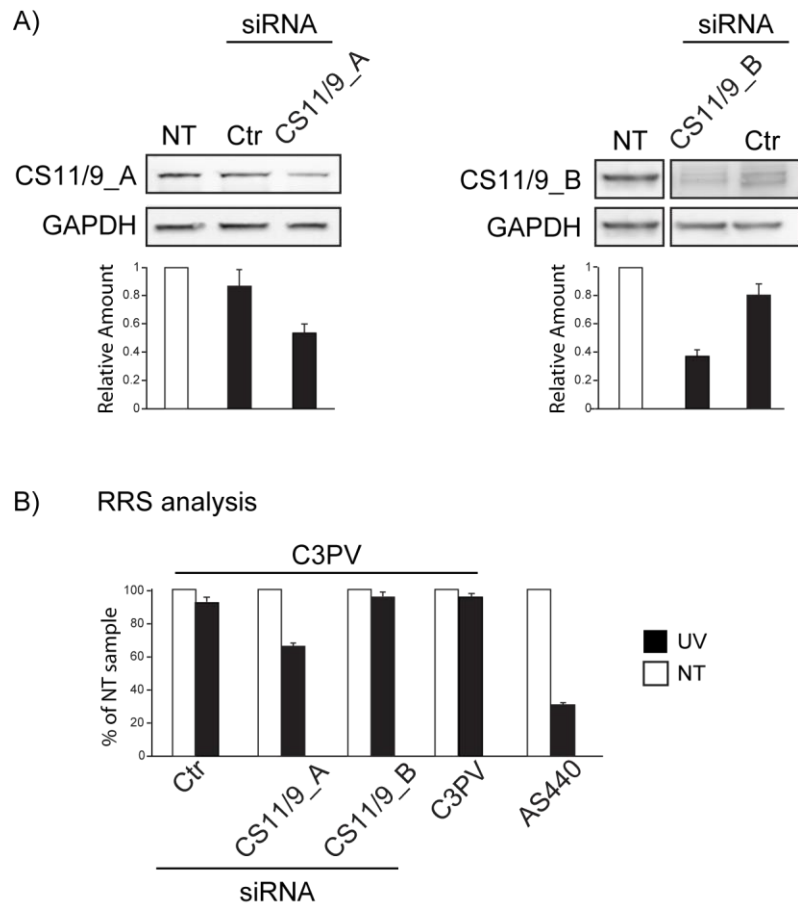 A)
siRNA
NT Ctr CS11/9_A
CS11/9_A
GAPDH
Relative Amount
1
0.8
0.6
0.4
0.2
0
siRNA
NT CS11/9_B Ctr
CS11/9_B
GAPDH
Relative Amount
1
0.8
0.6
0.4
0.2
0
B) RRS analysis
C3PV
% of NT sample
100
80
60
40
20
0
Ctr CS11/9_A CS11/9_B C3PV AS440
siRNA
UV
NT